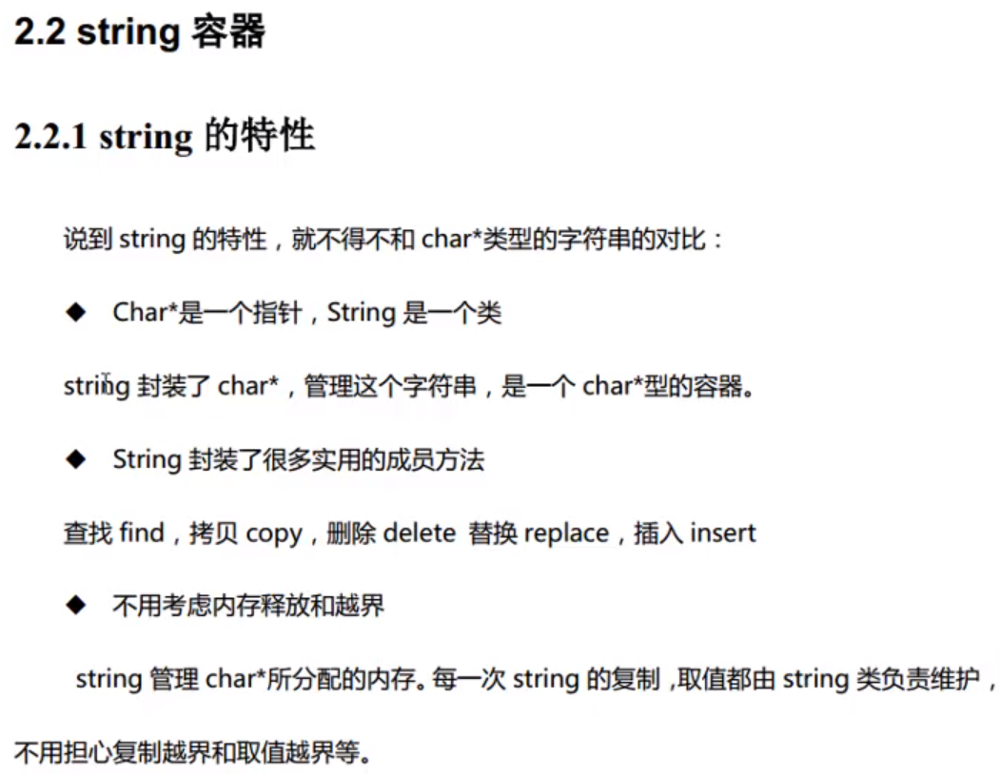 2.2 string 容器
2.2.1 string 的特性
说到 string 的特性，就不得不和 char*类型的字符串的对比：
◆ Char*是一个指针，String 是一个类
string 封装了 char*，管理这个字符串，是一个 char*型的容器。
◆ String 封装了很多实用的成员方法
查找 find，拷贝 copy，删除 delete 替换 replace，插入 insert
◆ 不用考虑内存释放和越界
string 管理 char*所分配的内存。每一次 string 的复制，取值都由 string 类负责维护，
不用担心复制越界和取值越界等。